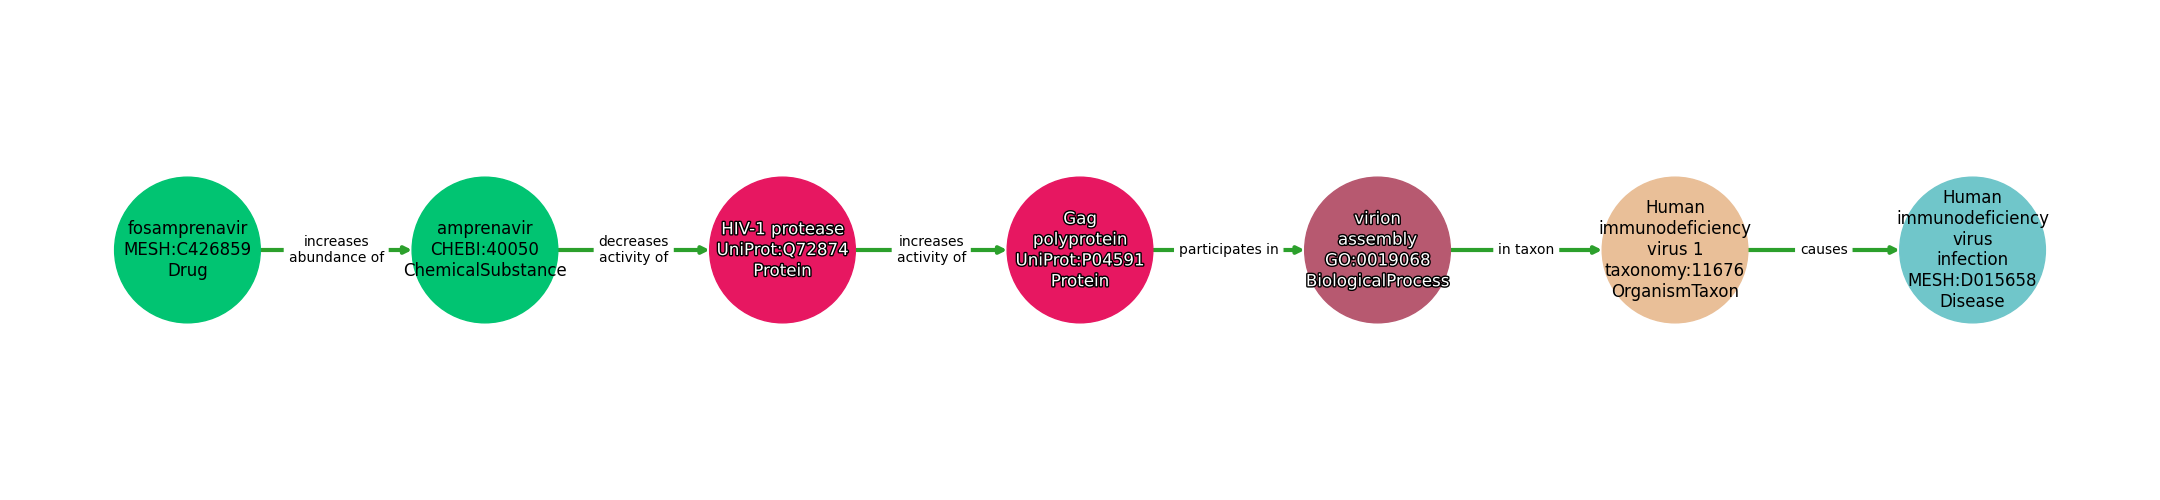 fosamprenavir
MESH:C426859
Drug
increases
abundance of
amprenavir
CHEBI:40050
ChemicalSubstance
decreases
activity of
HIV-1 protease
UniProt:Q72874
Protein
increases
activity of
Gag
polyprotein
UniProt:P04591
Protein
participates in
virion
assembly
GO:0019068
BiologicalProcess
in taxon
Human
immunodeficiency
virus 1
taxonomy:11676
OrganismTaxon
causes
Human
immunodeficiency
virus
infection
MESH:D015658
Disease